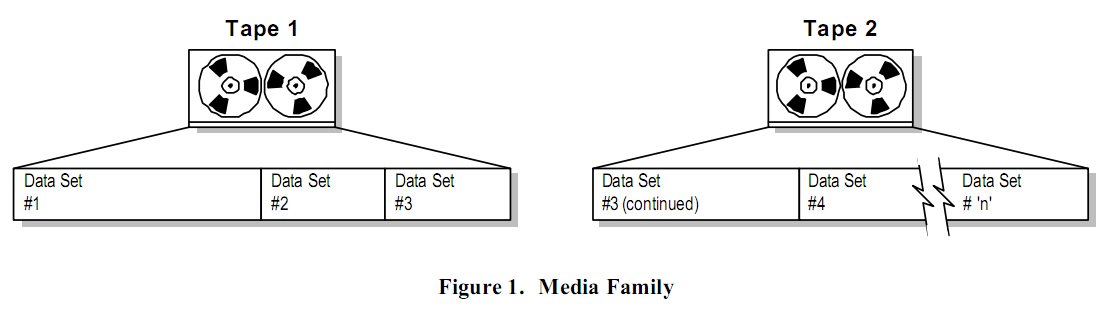 Tape 1
Tape 2
Data Set
#1
Data Set
#2
Data Set
#3
Data Set
#3 (continued)
Data Set
#4
Data Set
# 'n'
Figure 1. Media Family